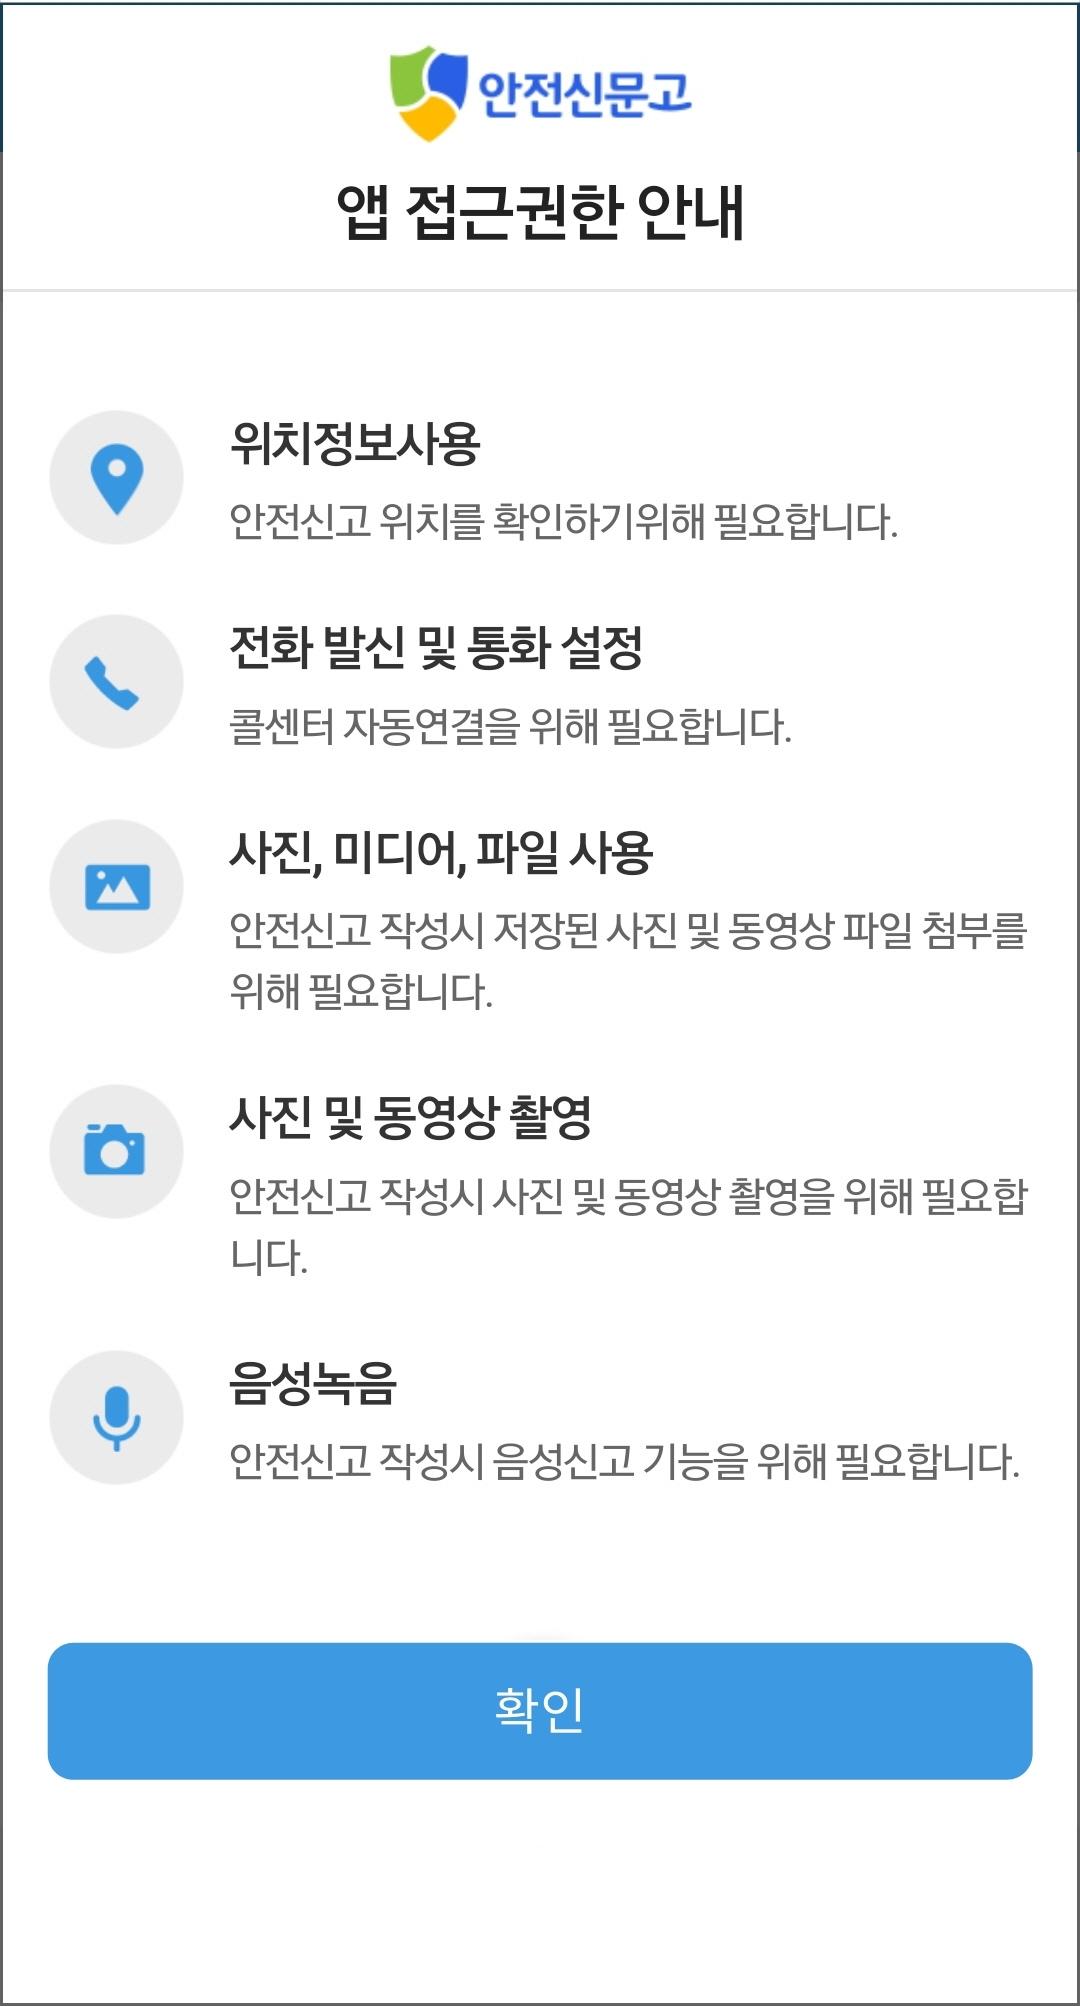 안전신문고
앱 접근권한 안내
위치정보사용
안전신고 위치를 확인하기위해 필요합니다.
전화 발신 및 통화 설정
콜센터 자동연결을 위해 필요합니다.
사진, 미디어, 파일 사용
안전신고 작성시 저장된 사진 및 동영상 파일 첨부를
위해 필요합니다.
사진 및 동영상 촬영
안전신고 작성시 사진 및 동영상 촬영을 위해 필요합
니다.
음성녹음
안전신고 작성시 음성신고 기능을 위해 필요합니다.
확인